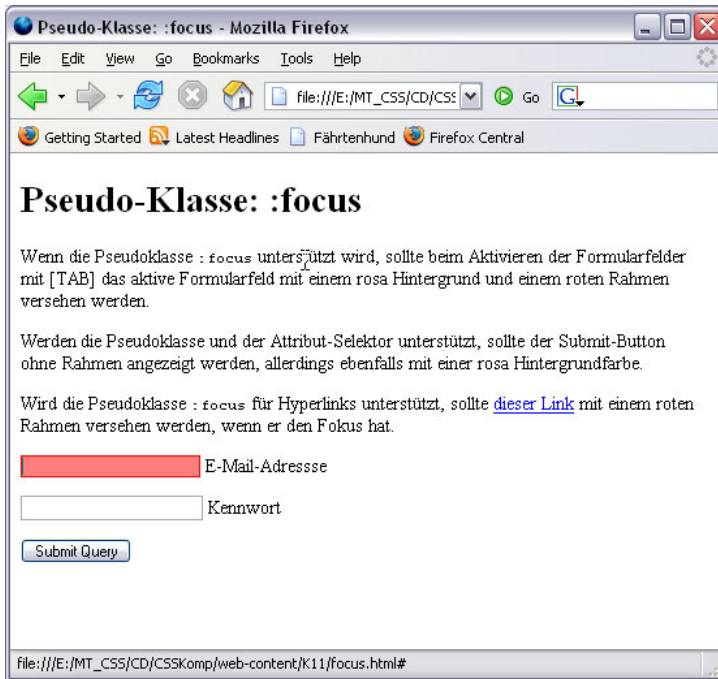 Pseudo-Klasse: :focus - Mozilla Firefox
File Edit View Go Bookmarks Tools Help
file:///E:/MT_CSS/CD/CSS Go G
Getting Started Latest Headlines Fährtenhund Firefox Central
Pseudo-Klasse: :focus
Wenn die Pseudoklasse :focus unterstützt wird, sollte beim Aktivieren der Formularfelder
mit [TAB] das aktive Formularfeld mit einem rosa Hintergrund und einem roten Rahmen
versehen werden.
Werden die Pseudoklasse und der Attribut-Selektor unterstützt, sollte der Submit-Button
ohne Rahmen angezeigt werden, allerdings ebenfalls mit einer rosa Hintergrundfarbe.
Wird die Pseudoklasse :focus für Hyperlinks unterstützt, sollte dieser Link mit einem roten
Rahmen versehen werden, wenn er den Fokus hat.
E-Mail-Adressse
Kennwort
Submit Query
file:///E:/MT_CSS/CD/CSSKomp/web-content/K11/focus.html#